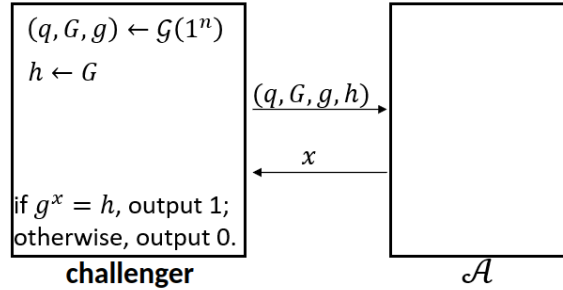 (q, G, g) ← 𝒢(1ⁿ)
h ← G
(q, G, g, h)
x
if gˣ = h, output 1;
otherwise, output 0.
challenger
𝒜